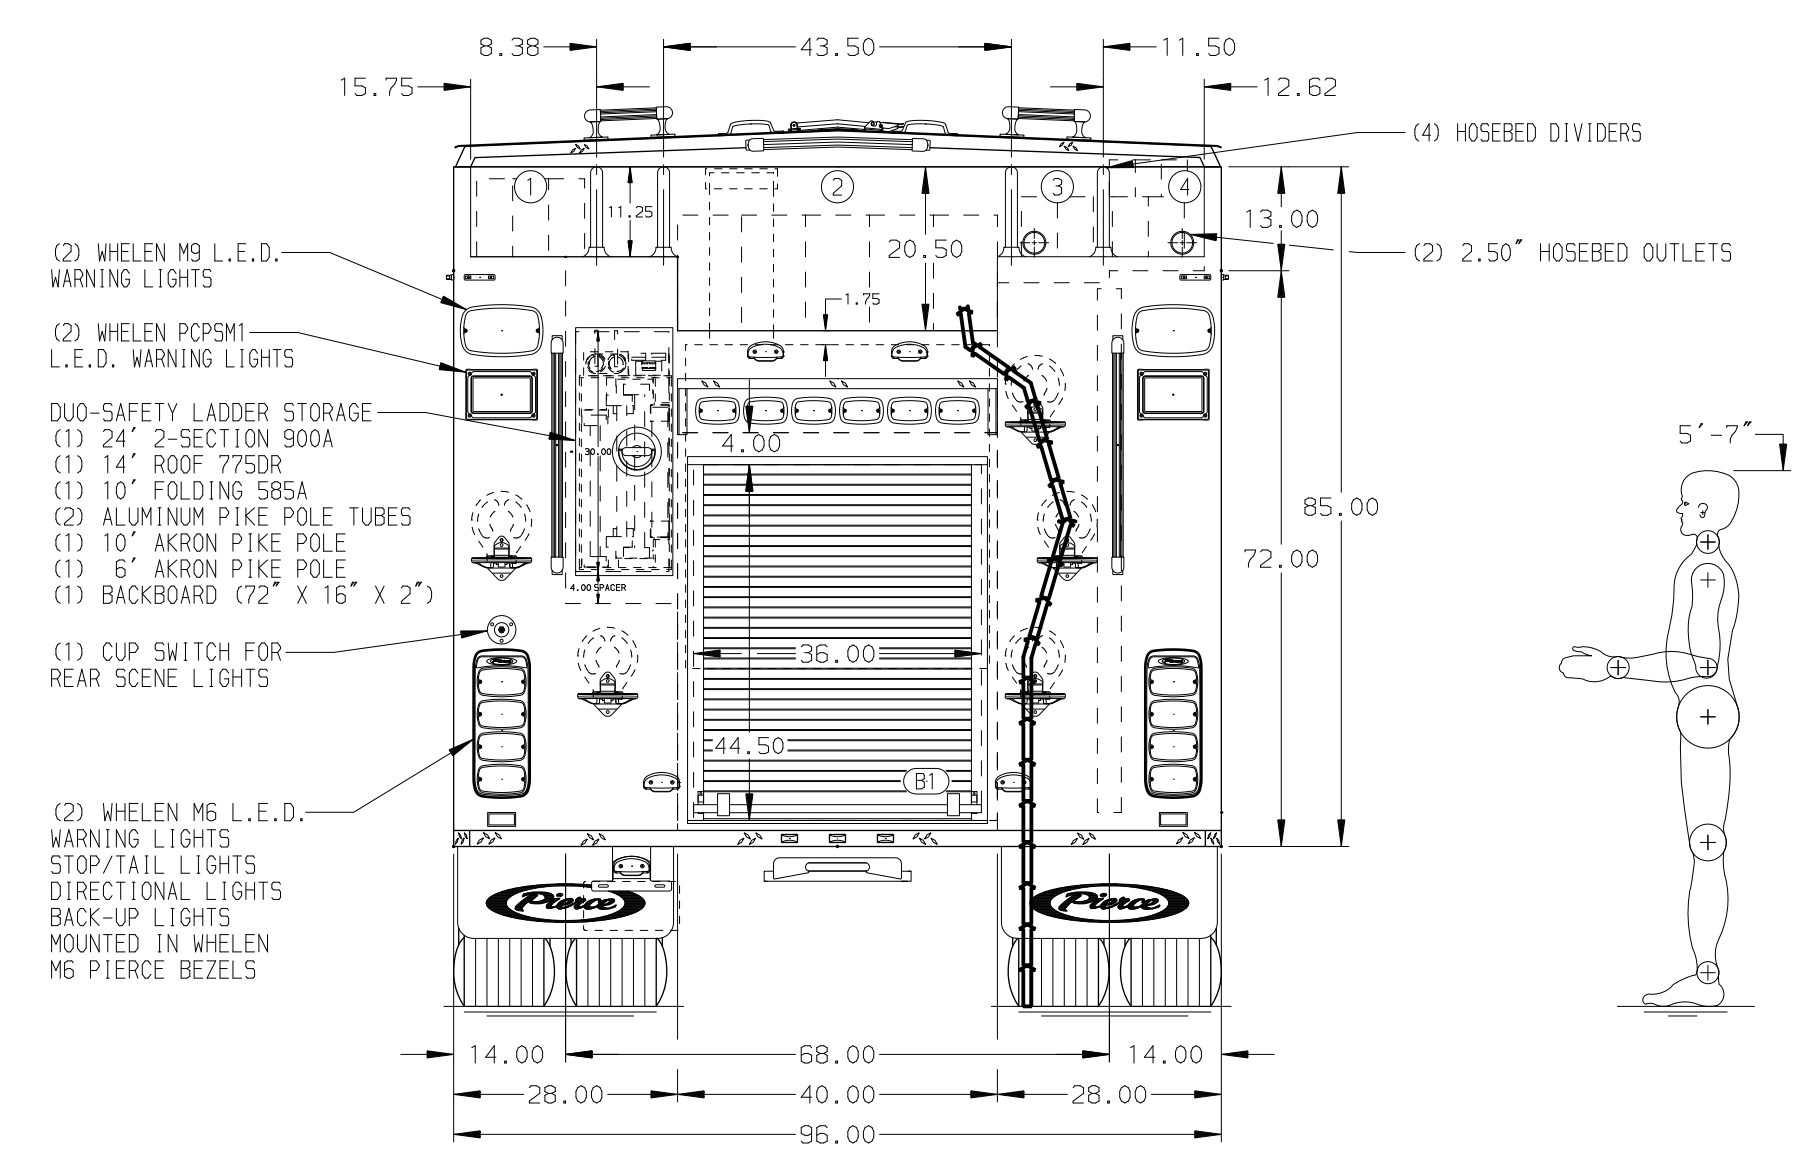 8.38
43.50
11.50
15.75
12.62
(4) HOSEBED DIVIDERS
1
2
3
4
11.25
20.50
13.00
(2) 2.50" HOSEBED OUTLETS
(2) WHELEN M9 L.E.D.
WARNING LIGHTS
1.75
(2) WHELEN PCPSM1
L.E.D. WARNING LIGHTS
DUO-SAFETY LADDER STORAGE
(1) 24' 2-SECTION 900A
(1) 14' ROOF 775DR
(1) 10' FOLDING 585A
(2) ALUMINUM PIKE POLE TUBES
(1) 10' AKRON PIKE POLE
(1) 6' AKRON PIKE POLE
(1) BACKBOARD (72" X 16" X 2")
4.00
30.00
5'-7"
85.00
72.00
4.00 SPACER
(1) CUP SWITCH FOR
REAR SCENE LIGHTS
36.00
Pierce
Pierce
44.50
B1
(2) WHELEN M6 L.E.D.
WARNING LIGHTS
STOP/TAIL LIGHTS
DIRECTIONAL LIGHTS
BACK-UP LIGHTS
MOUNTED IN WHELEN
M6 PIERCE BEZELS
Pierce
Pierce
14.00
68.00
14.00
28.00
40.00
28.00
96.00